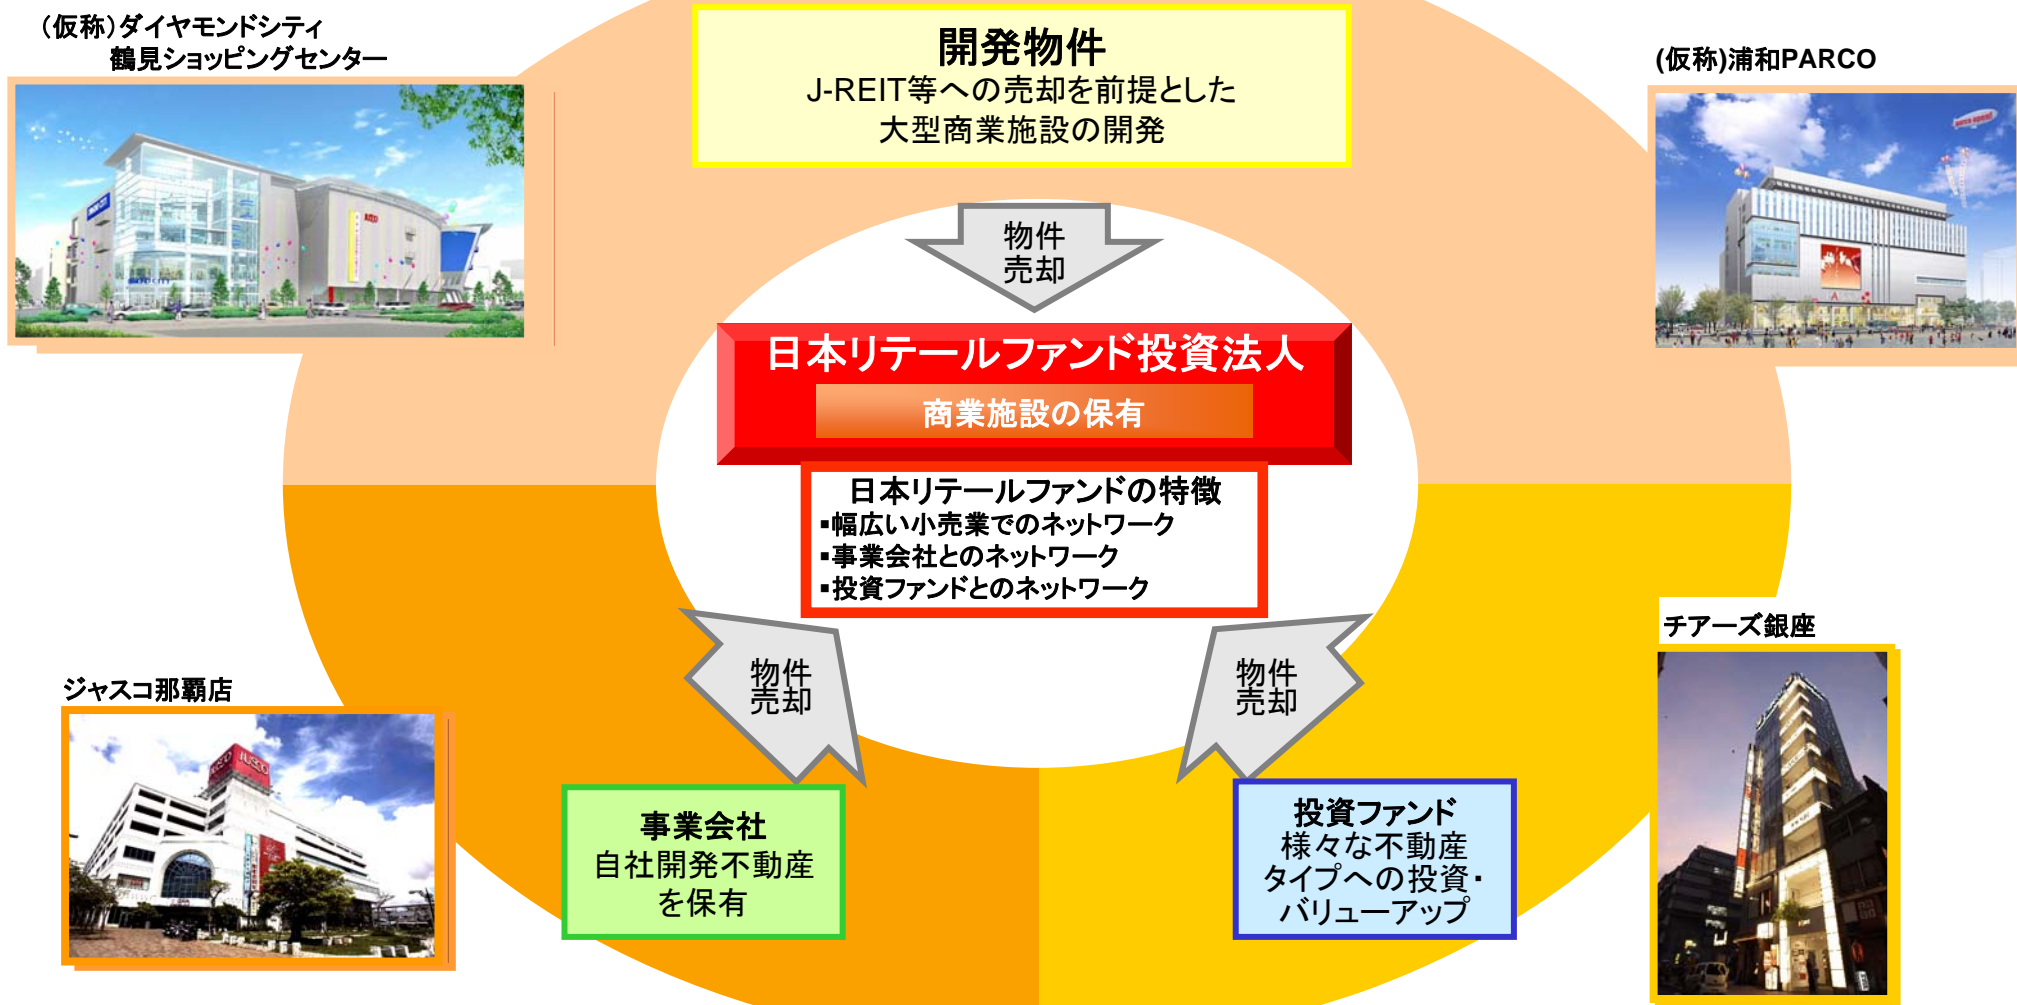 （仮称）ダイヤモンドシティ
鶴見ショッピングセンター
開発物件
J-REIT等への売却を前提とした
大型商業施設の開発
(仮称)浦和PARCO
物件
売却
日本リテールファンド投資法人
商業施設の保有
日本リテールファンドの特徴
▪幅広い小売業でのネットワーク
▪事業会社とのネットワーク
▪投資ファンドとのネットワーク
物件
売却
物件
売却
チアーズ銀座
ジャスコ那覇店
JUSCO
事業会社
自社開発不動産
を保有
投資ファンド
様々な不動産
タイプへの投資・
バリューアップ